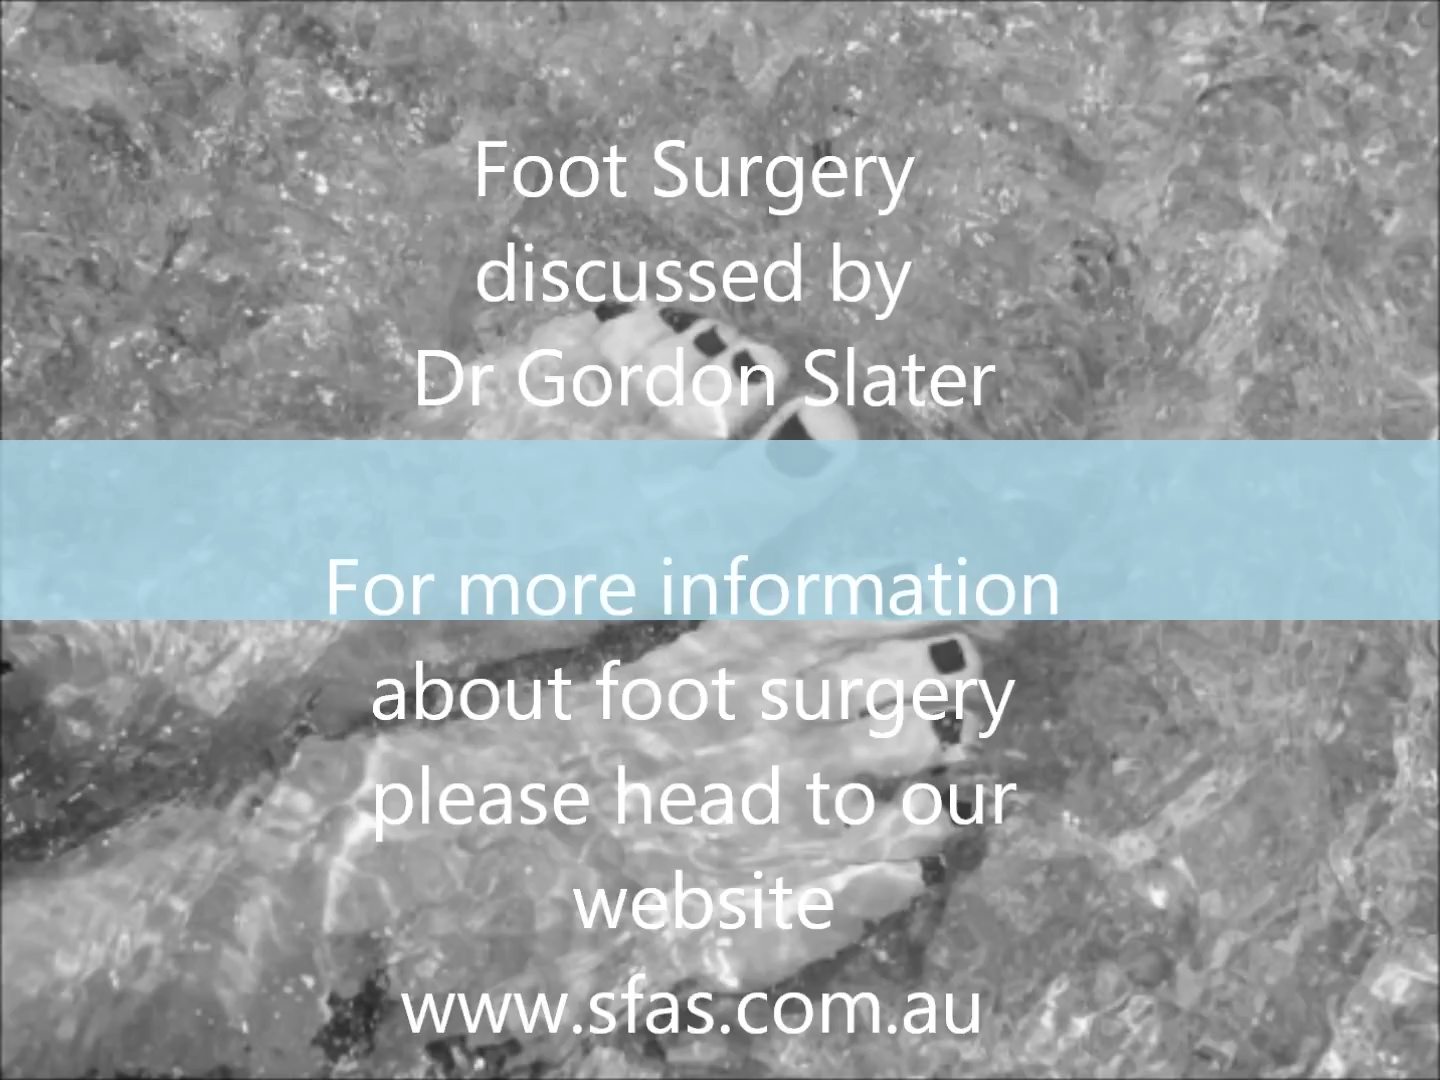 Foot Surgery
discussed by
Dr Gordon Slater
For more information
about foot surgery
please head to our
website
www.sfas.com.au